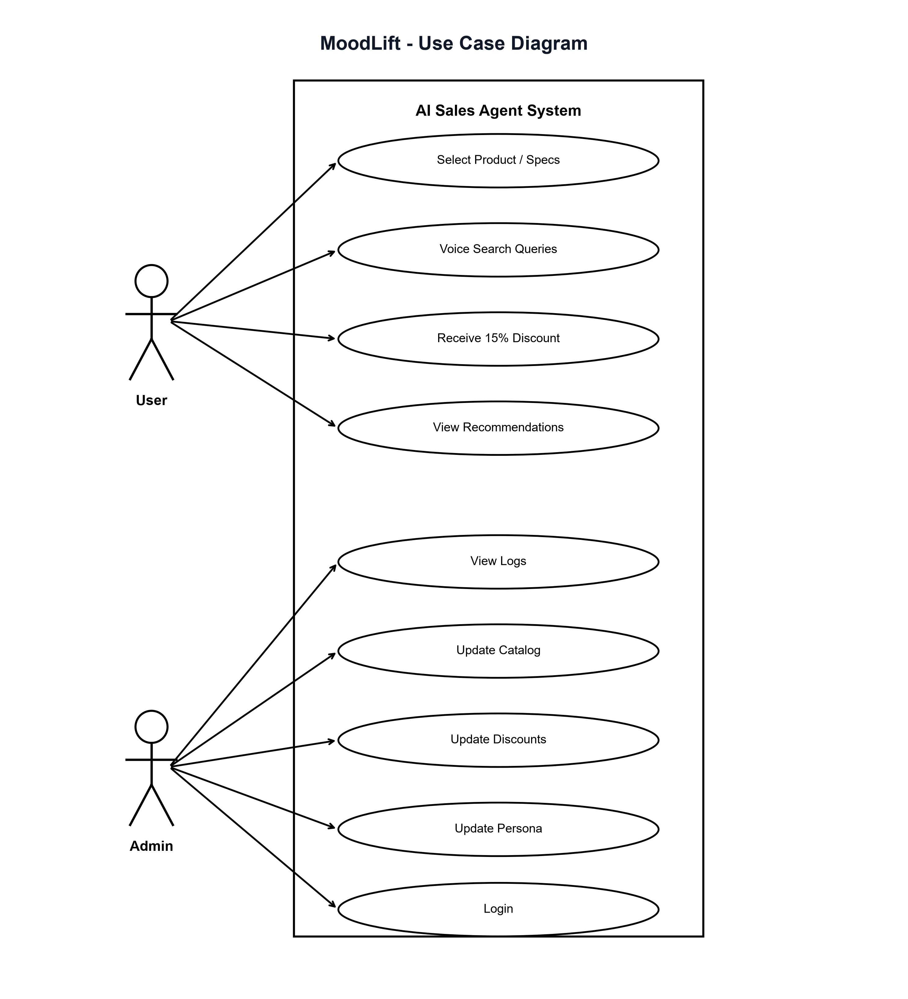 MoodLift - Use Case Diagram
AI Sales Agent System
Select Product / Specs
Voice Search Queries
Receive 15% Discount
User
View Recommendations
View Logs
Update Catalog
Update Discounts
Update Persona
Admin
Login